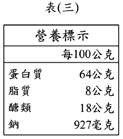 表(三)
營養標示
每100公克
蛋白質 64公克
脂質 8公克
醣類 18公克
鈉 927毫克